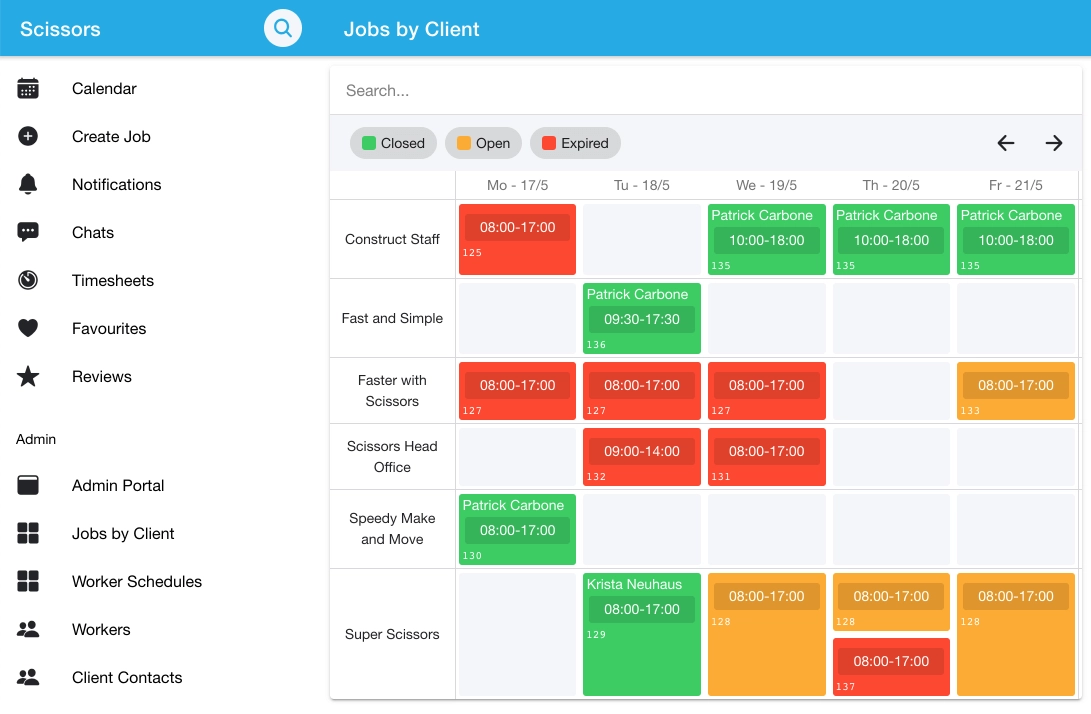 Scissors
Jobs by Client
Calendar
Create Job
Notifications
Chats
Timesheets
Favourites
Reviews
Admin
Admin Portal
Jobs by Client
Worker Schedules
Workers
Client Contacts
Search...
Closed Open Expired
Mo - 17/5 Tu - 18/5 We - 19/5 Th - 20/5 Fr - 21/5
Construct Staff
08:00-17:00
125
Patrick Carbone
10:00-18:00
135
Patrick Carbone
10:00-18:00
135
Patrick Carbone
10:00-18:00
135
Fast and Simple
Patrick Carbone
09:30-17:30
136
Faster with
Scissors
08:00-17:00
127
08:00-17:00
127
08:00-17:00
127
08:00-17:00
133
Scissors Head
Office
09:00-14:00
132
08:00-17:00
131
Speedy Make
and Move
Patrick Carbone
08:00-17:00
130
Super Scissors
Krista Neuhaus
08:00-17:00
129
08:00-17:00
128
08:00-17:00
128
08:00-17:00
137
08:00-17:00
128